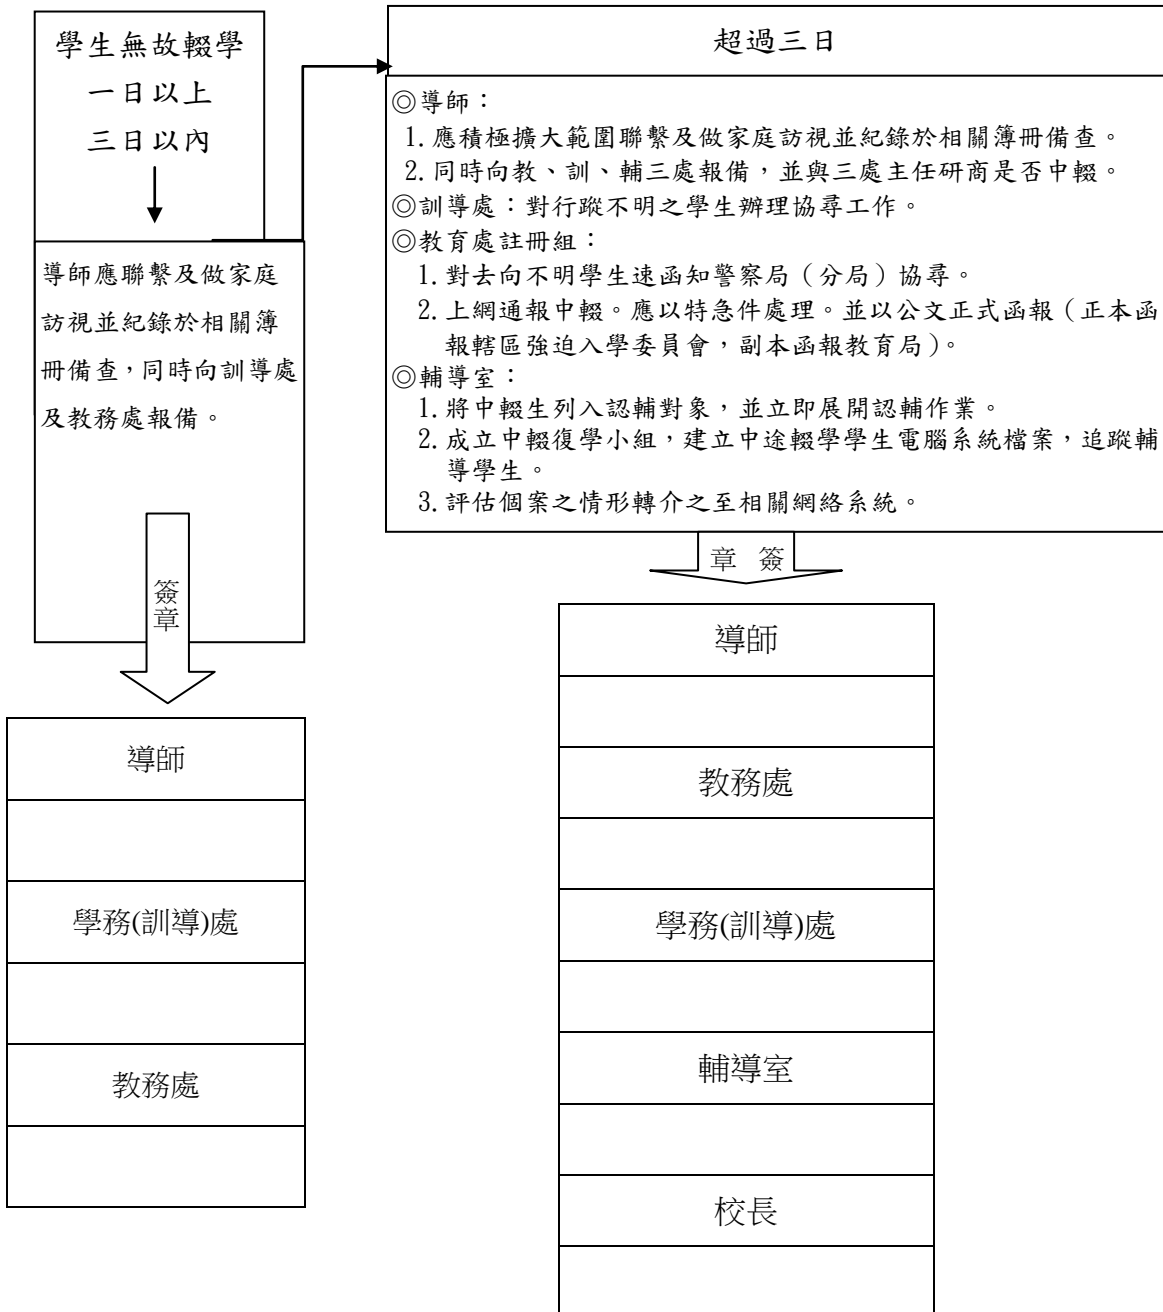 學生無故輟學
一日以上
三日以內
導師應聯繫及做家庭
訪視並紀錄於相關簿
冊備查，同時向訓導處
及教務處報備。
簽章
導師
學務(訓導)處
教務處
超過三日
◎導師：
1.應積極擴大範圍聯繫及做家庭訪視並紀錄於相關簿冊備查。
2.同時向教、訓、輔三處報備，並與三處主任研商是否中輟。
◎訓導處：對行蹤不明之學生辦理協尋工作。
◎教育處註冊組：
1.對去向不明學生速函知警察局（分局）協尋。
2.上網通報中輟。應以特急件處理。並以公文正式函報（正本函
報轄區強迫入學委員會，副本函報教育局）。
◎輔導室：
1.將中輟生列入認輔對象，並立即展開認輔作業。
2.成立中輟復學小組，建立中途輟學學生電腦系統檔案，追蹤輔
導學生。
3.評估個案之情形轉介之至相關網絡系統。
章 簽
導師
教務處
學務(訓導)處
輔導室
校長